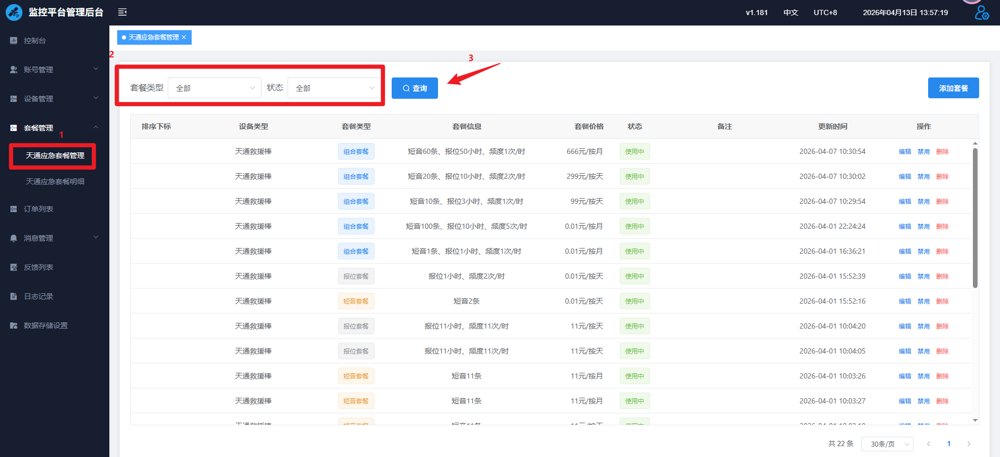 监控平台管理后台
v1.181 中文 UTC+8 2026年04月13日 13:57:19
控制台
账号管理
设备管理
套餐管理
1
天通应急套餐管理
天通应急套餐明细
订单列表
消息管理
反馈列表
日志记录
数据存储设置
天通应急套餐管理 ×
2
3
套餐类型 全部 状态 全部 查询 添加套餐
排序下标 设备类型 套餐类型 套餐信息 套餐价格 状态 备注 更新时间 操作
天通救援棒 组合套餐 短音60条、报位50小时、频度1次/时 666元/按月 使用中 2026-04-07 10:30:54 编辑 禁用 删除
天通救援棒 组合套餐 短音20条、报位10小时、频度2次/时 299元/按天 使用中 2026-04-07 10:30:02 编辑 禁用 删除
天通救援棒 组合套餐 短音10条、报位3小时、频度1次/时 99元/按天 使用中 2026-04-07 10:29:54 编辑 禁用 删除
天通救援棒 组合套餐 短音100条、报位10小时、频度5次/时 0.01元/按月 使用中 2026-04-01 22:24:24 编辑 禁用 删除
天通救援棒 组合套餐 短音1条、报位1小时、频度1次/时 0.01元/按月 使用中 2026-04-01 16:36:21 编辑 禁用 删除
天通救援棒 报位套餐 报位1小时、频度2次/时 0.01元/按天 使用中 2026-04-01 15:52:39 编辑 禁用 删除
天通救援棒 短音套餐 短音2条 0.01元/按天 使用中 2026-04-01 15:52:16 编辑 禁用 删除
天通救援棒 报位套餐 报位11小时、频度11次/时 11元/按天 使用中 2026-04-01 10:04:20 编辑 禁用 删除
天通救援棒 报位套餐 报位11小时、频度11次/时 11元/按天 使用中 2026-04-01 10:04:05 编辑 禁用 删除
天通救援棒 短音套餐 短音11条 11元/按月 使用中 2026-04-01 10:03:26 编辑 禁用 删除
天通救援棒 短音套餐 短音11条 11元/按月 使用中 2026-04-01 10:03:27 编辑 禁用 删除
共 22 条 30条/页 1